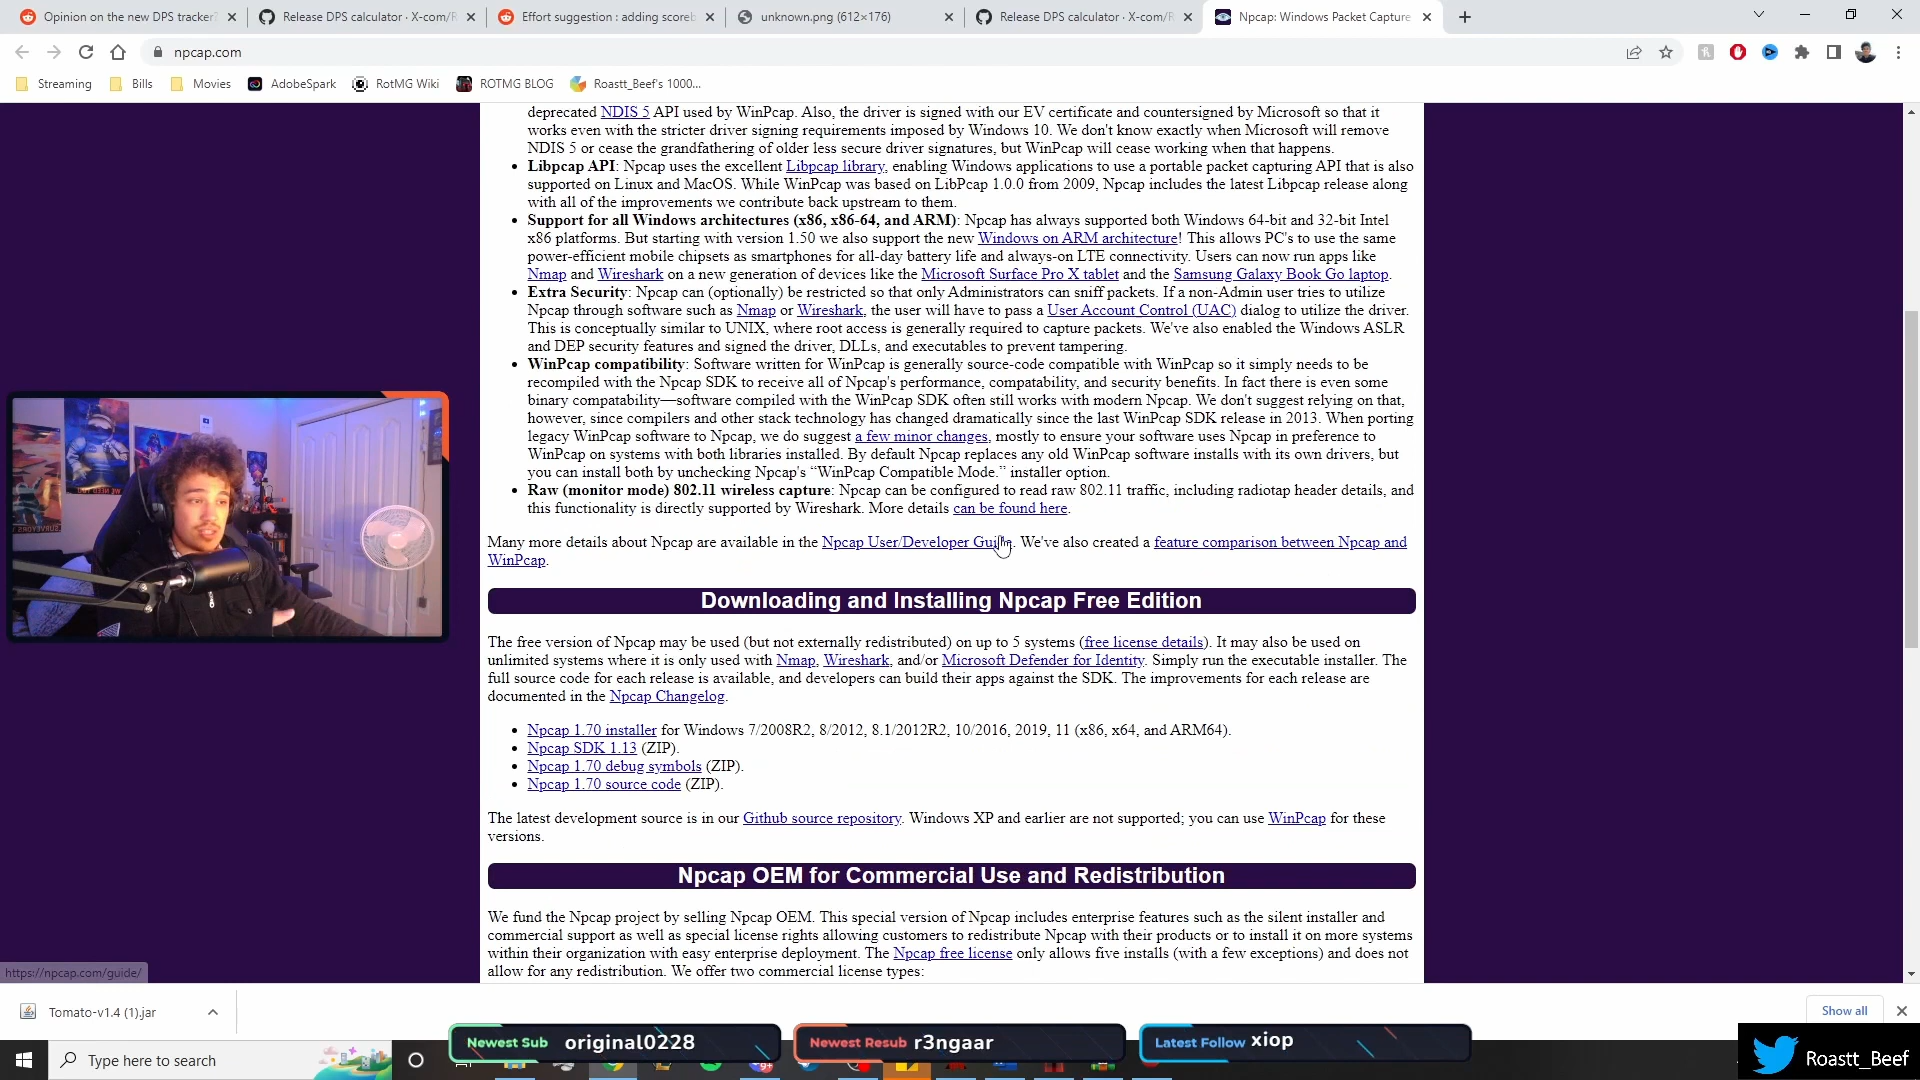 Opinion on the new DPS tracker?
Release DPS calculator · X-com/R
Effort suggestion : adding scoreb
unknown.png (612×176)
Release DPS calculator · X-com/R
Npcap: Windows Packet Capture
npcap.com
Streaming
Bills
Movies
AdobeSpark
RotMG Wiki
ROTMG BLOG
Roastt_Beef's 1000...
deprecated NDIS 5 API used by WinPcap. Also, the driver is signed with our EV certificate and countersigned by Microsoft so that it
works even with the stricter driver signing requirements imposed by Windows 10. We don't know exactly when Microsoft will remove
NDIS 5 or cease the grandfathering of older less secure driver signatures, but WinPcap will cease working when that happens.
Libpcap API: Npcap uses the excellent Libpcap library, enabling Windows applications to use a portable packet capturing API that is also
supported on Linux and MacOS. While WinPcap was based on LibPcap 1.0.0 from 2009, Npcap includes the latest Libpcap release along
with all of the improvements we contribute back upstream to them.
Support for all Windows architectures (x86, x86-64, and ARM): Npcap has always supported both Windows 64-bit and 32-bit Intel
x86 platforms. But starting with version 1.50 we also support the new Windows on ARM architecture! This allows PC's to use the same
power-efficient mobile chipsets as smartphones for all-day battery life and always-on LTE connectivity. Users can now run apps like
Nmap and Wireshark on a new generation of devices like the Microsoft Surface Pro X tablet and the Samsung Galaxy Book Go laptop.
Extra Security: Npcap can (optionally) be restricted so that only Administrators can sniff packets. If a non-Admin user tries to utilize
Npcap through software such as Nmap or Wireshark, the user will have to pass a User Account Control (UAC) dialog to utilize the driver.
This is conceptually similar to UNIX, where root access is generally required to capture packets. We've also enabled the Windows ASLR
and DEP security features and signed the driver, DLLs, and executables to prevent tampering.
WinPcap compatibility: Software written for WinPcap is generally source-code compatible with WinPcap so it simply needs to be
recompiled with the Npcap SDK to receive all of Npcap's performance, compatability, and security benefits. In fact there is even some
binary compatability—software compiled with the WinPcap SDK often still works with modern Npcap. We don't suggest relying on that,
however, since compilers and other stack technology has changed dramatically since the last WinPcap SDK release in 2013. When porting
legacy WinPcap software to Npcap, we do suggest a few minor changes, mostly to ensure your software uses Npcap in preference to
WinPcap on systems with both libraries installed. By default Npcap replaces any old WinPcap software installs with its own drivers, but
you can install both by unchecking Npcap's “WinPcap Compatible Mode.” installer option.
Raw (monitor mode) 802.11 wireless capture: Npcap can be configured to read raw 802.11 traffic, including radiotap header details, and
this functionality is directly supported by Wireshark. More details can be found here.
Many more details about Npcap are available in the Npcap User/Developer Guide. We've also created a feature comparison between Npcap and
WinPcap.
Downloading and Installing Npcap Free Edition
The free version of Npcap may be used (but not externally redistributed) on up to 5 systems (free license details). It may also be used on
unlimited systems where it is only used with Nmap, Wireshark, and/or Microsoft Defender for Identity. Simply run the executable installer. The
full source code for each release is available, and developers can build their apps against the SDK. The improvements for each release are
documented in the Npcap Changelog.
Npcap 1.70 installer for Windows 7/2008R2, 8/2012, 8.1/2012R2, 10/2016, 2019, 11 (x86, x64, and ARM64).
Npcap SDK 1.13 (ZIP).
Npcap 1.70 debug symbols (ZIP).
Npcap 1.70 source code (ZIP).
The latest development source is in our Github source repository. Windows XP and earlier are not supported; you can use WinPcap for these
versions.
Npcap OEM for Commercial Use and Redistribution
We fund the Npcap project by selling Npcap OEM. This special version of Npcap includes enterprise features such as the silent installer and
commercial support as well as special license rights allowing customers to redistribute Npcap with their products or to install it on more systems
within their organization with easy enterprise deployment. The Npcap free license only allows five installs (with a few exceptions) and does not
allow for any redistribution. We offer two commercial license types:
https://npcap.com/guide/
Tomato-v1.4 (1).jar
Show all
Newest Sub original0228
Newest Resub r3ngaar
Latest Follow xiop
Type here to search
Roastt_Beef